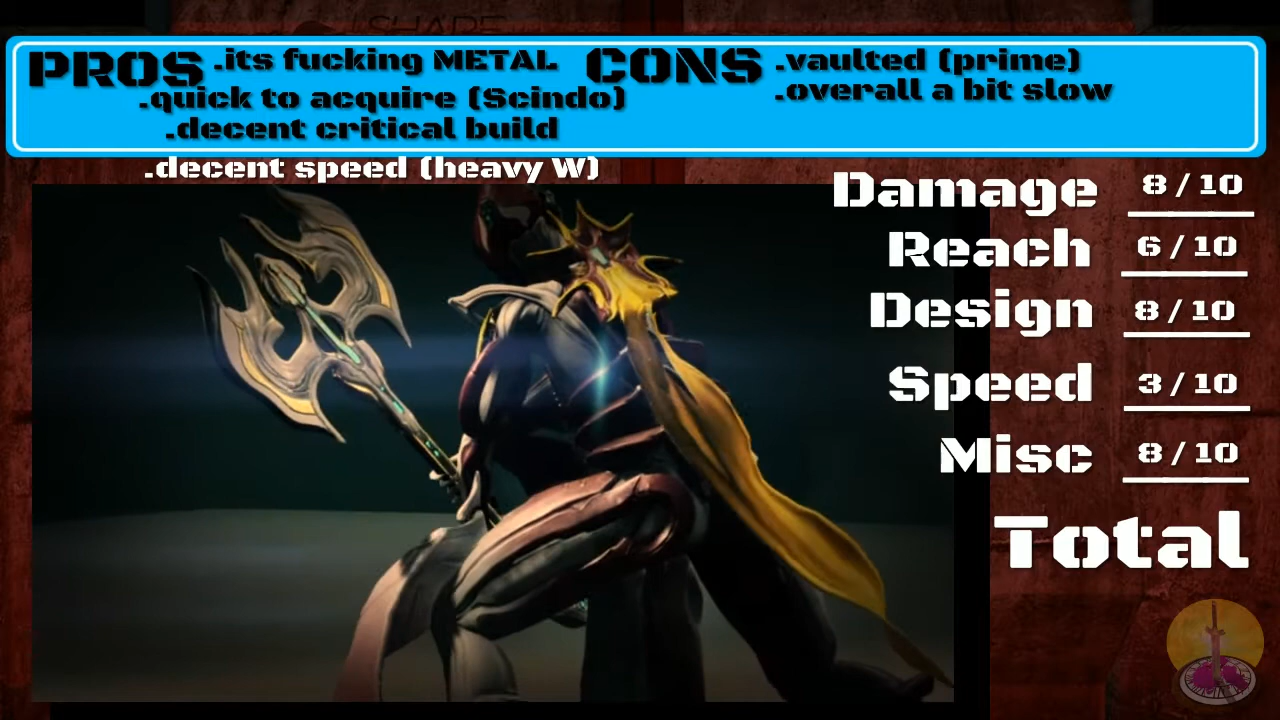 SHARE
PROS .its fucking METAL
.quick to acquire (Scindo)
.decent critical build
.decent speed (heavy W)
CONS .vaulted (prime)
.overall a bit slow
Damage 8 / 10
Reach 6 / 10
Design 8 / 10
Speed 3 / 10
Misc 8 / 10
Total